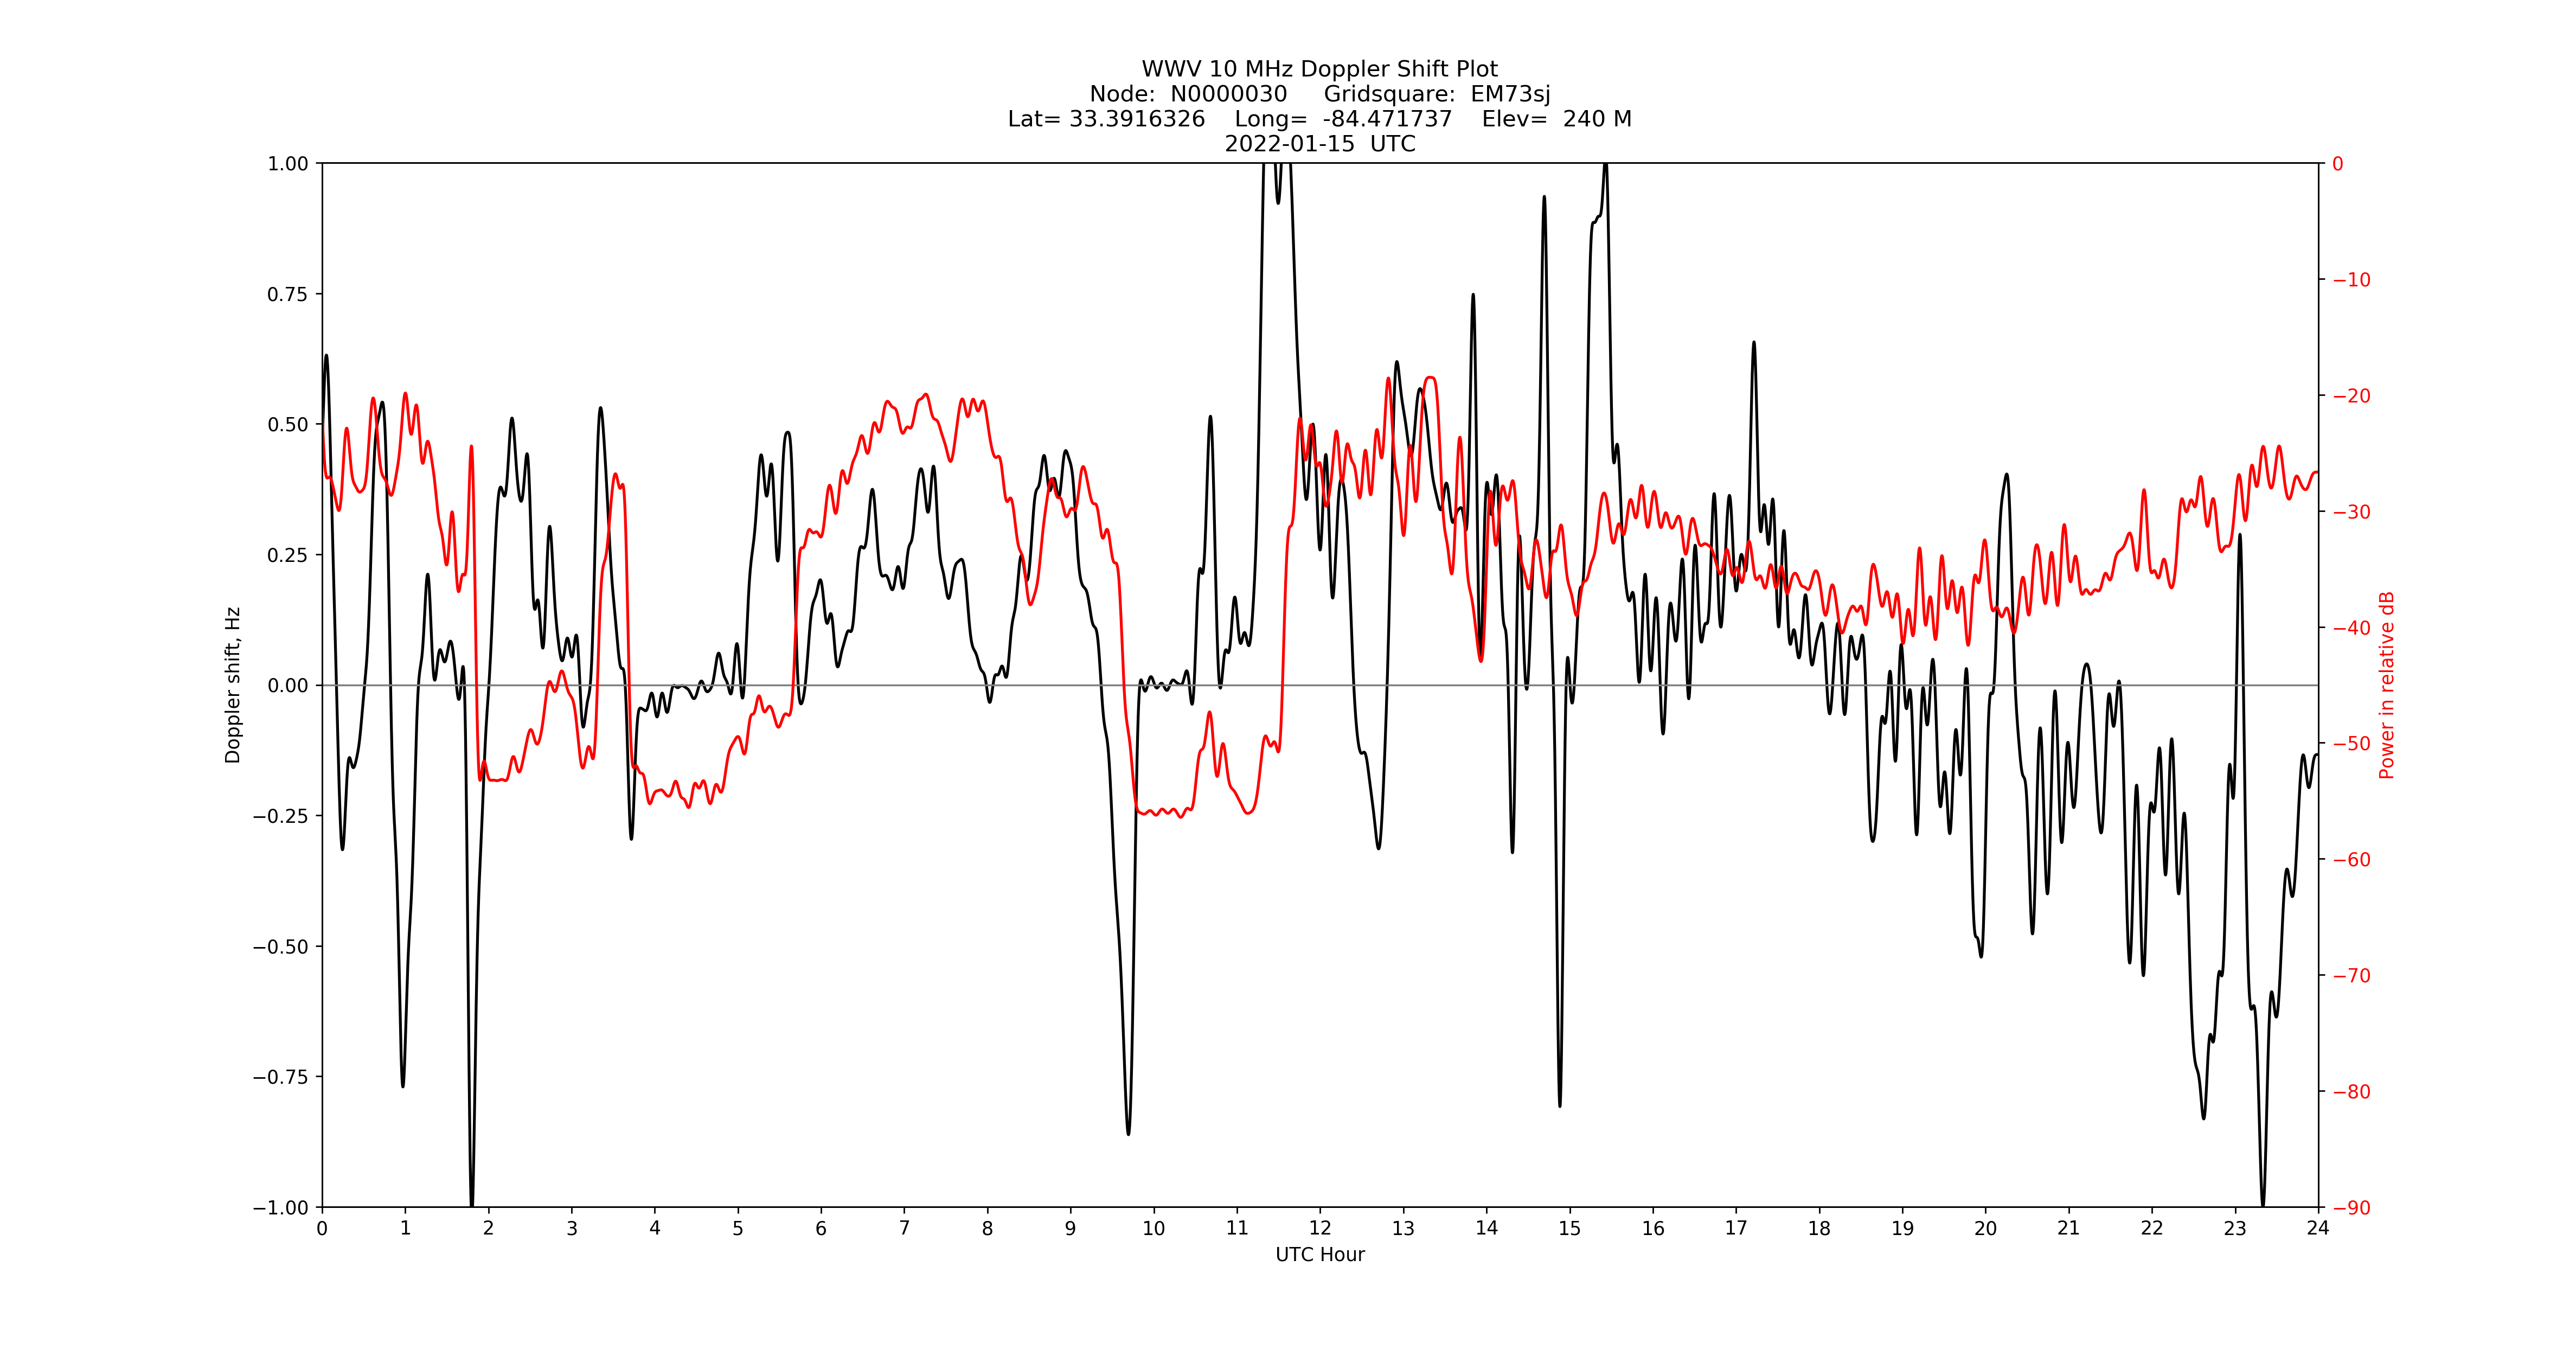 WWV 10 MHz Doppler Shift Plot
Node:  N0000030     Gridsquare:  EM73sj
Lat= 33.3916326    Long=  -84.471737    Elev=  240 M
2022-01-15  UTC
1.00
0.75
0.50
0.25
0.00
−0.25
−0.50
−0.75
−1.00
Doppler shift, Hz
0
−10
−20
−30
−40
−50
−60
−70
−80
−90
Power in relative dB
0 1 2 3 4 5 6 7 8 9 10 11 12 13 14 15 16 17 18 19 20 21 22 23 24
UTC Hour